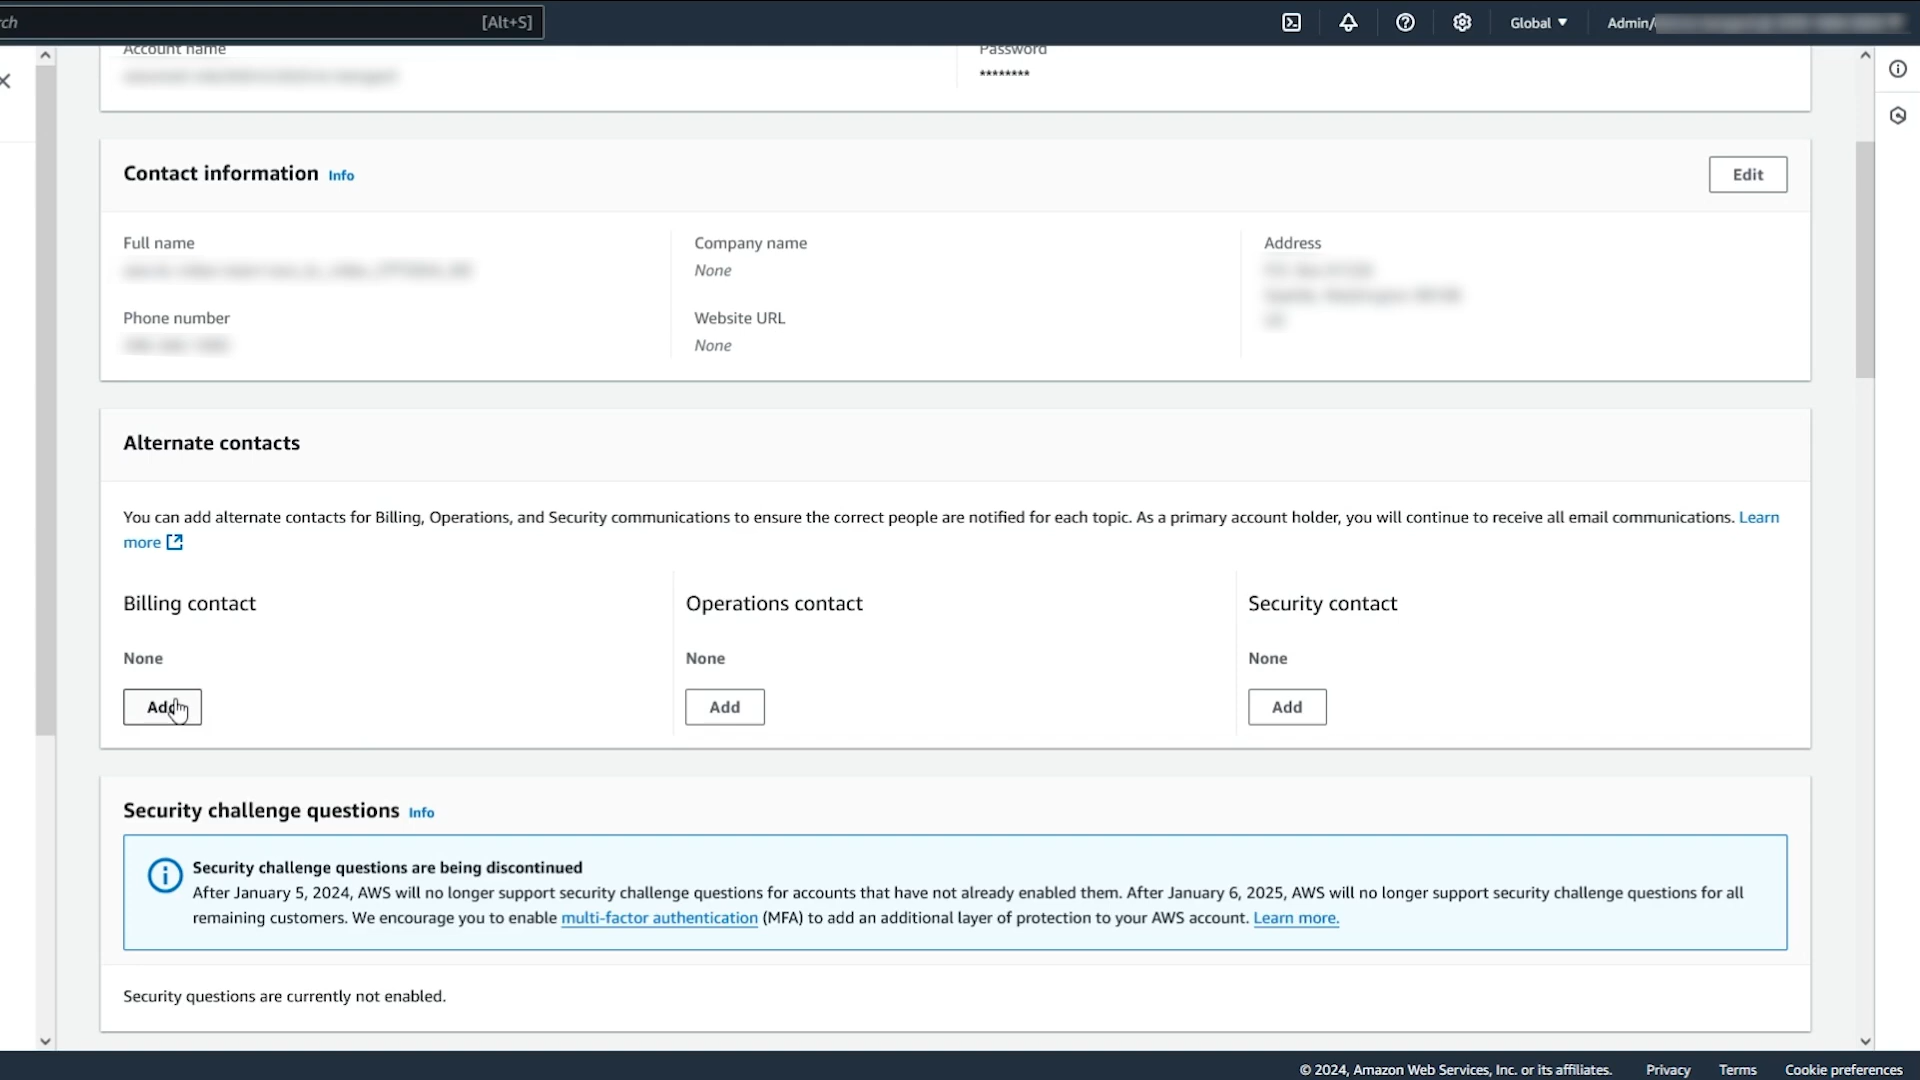 rch [Alt+S] Global Admin/
Account name Password
********
Contact information Info Edit
Full name Company name Address
None
Phone number Website URL
None
Alternate contacts
You can add alternate contacts for Billing, Operations, and Security communications to ensure the correct people are notified for each topic. As a primary account holder, you will continue to receive all email communications. Learn
more
Billing contact Operations contact Security contact
None None None
Add Add Add
Security challenge questions Info
Security challenge questions are being discontinued
After January 5, 2024, AWS will no longer support security challenge questions for accounts that have not already enabled them. After January 6, 2025, AWS will no longer support security challenge questions for all
remaining customers. We encourage you to enable multi-factor authentication (MFA) to add an additional layer of protection to your AWS account. Learn more.
Security questions are currently not enabled.
© 2024, Amazon Web Services, Inc. or its affiliates. Privacy Terms Cookie preferences